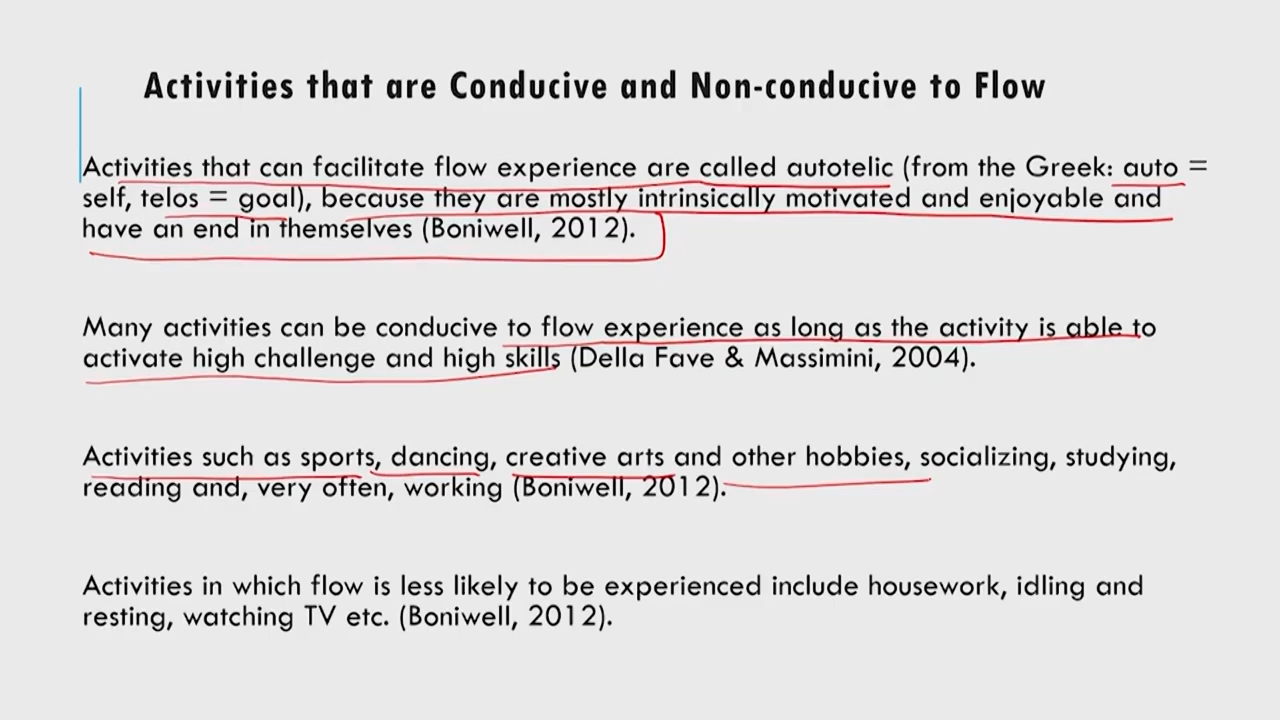 Activities that are Conducive and Non-conducive to Flow
Activities that can facilitate flow experience are called autotelic (from the Greek: auto =
self, telos = goal), because they are mostly intrinsically motivated and enjoyable and
have an end in themselves (Boniwell, 2012).
Many activities can be conducive to flow experience as long as the activity is able to
activate high challenge and high skills (Della Fave & Massimini, 2004).
Activities such as sports, dancing, creative arts and other hobbies, socializing, studying,
reading and, very often, working (Boniwell, 2012).
Activities in which flow is less likely to be experienced include housework, idling and
resting, watching TV etc. (Boniwell, 2012).